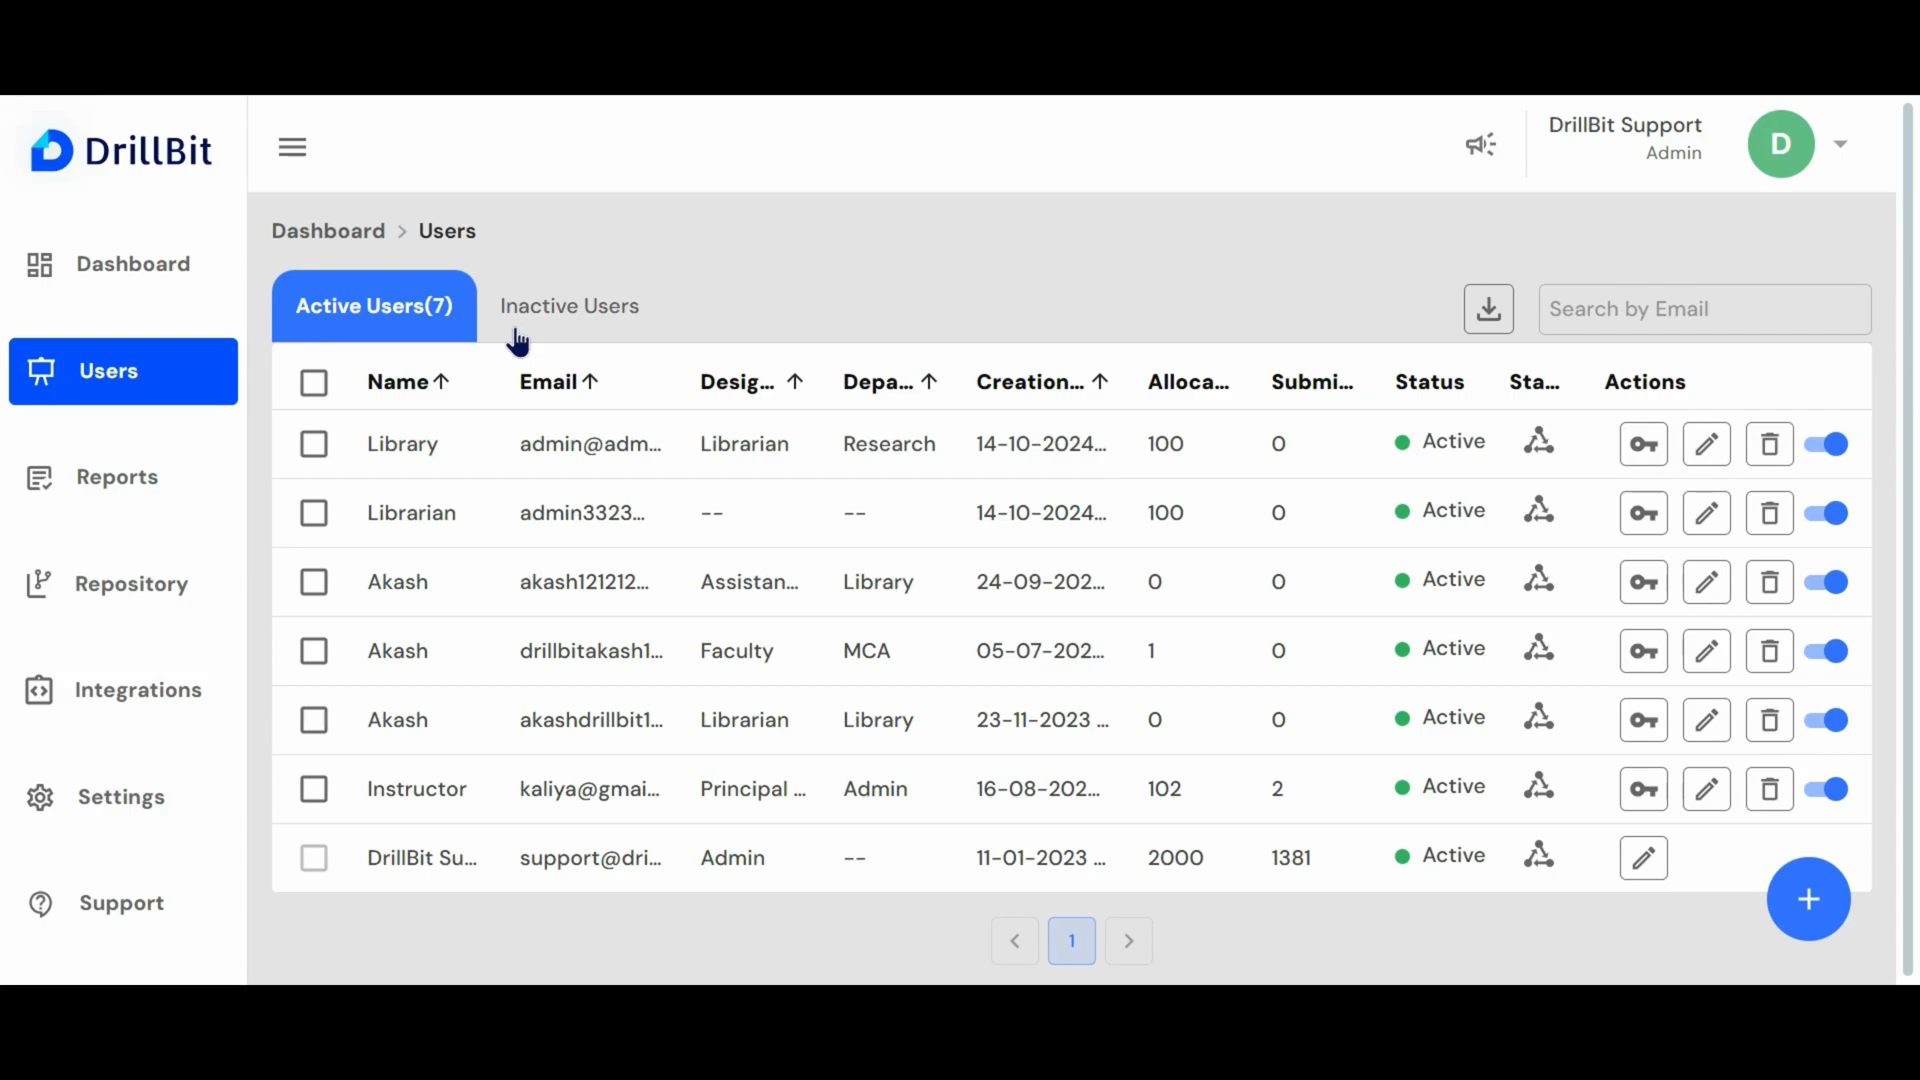 DrillBit
DrillBit Support
Admin
D
Dashboard
Users
Reports
Repository
Integrations
Settings
Support
Dashboard > Users
Active Users(7)
Inactive Users
Search by Email
Name Email Desig... Depa... Creation... Alloca... Submi... Status Sta... Actions
Library admin@adm... Librarian Research 14-10-2024... 100 0 Active
Librarian admin3323... -- -- 14-10-2024... 100 0 Active
Akash akash121212... Assistan... Library 24-09-202... 0 0 Active
Akash drillbitakash1... Faculty MCA 05-07-202... 1 0 Active
Akash akashdrillbit1... Librarian Library 23-11-2023 ... 0 0 Active
Instructor kaliya@gmai... Principal ... Admin 16-08-202... 102 2 Active
DrillBit Su... support@dri... Admin -- 11-01-2023 ... 2000 1381 Active
1